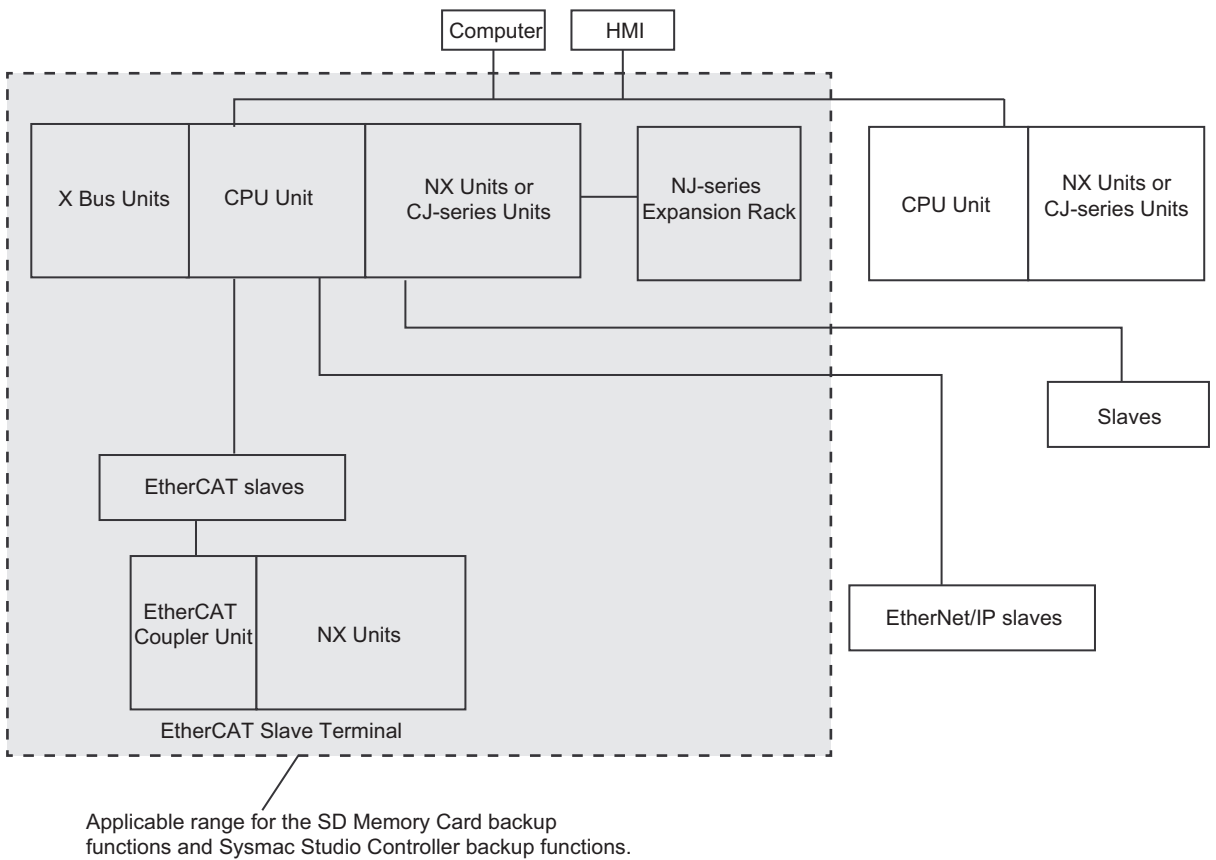 Computer
HMI
X Bus Units
CPU Unit
NX Units or
CJ-series Units
NJ-series
Expansion Rack
CPU Unit
NX Units or
CJ-series Units
Slaves
EtherCAT slaves
EtherCAT
Coupler Unit
NX Units
EtherNet/IP slaves
EtherCAT Slave Terminal
Applicable range for the SD Memory Card backup
functions and Sysmac Studio Controller backup functions.